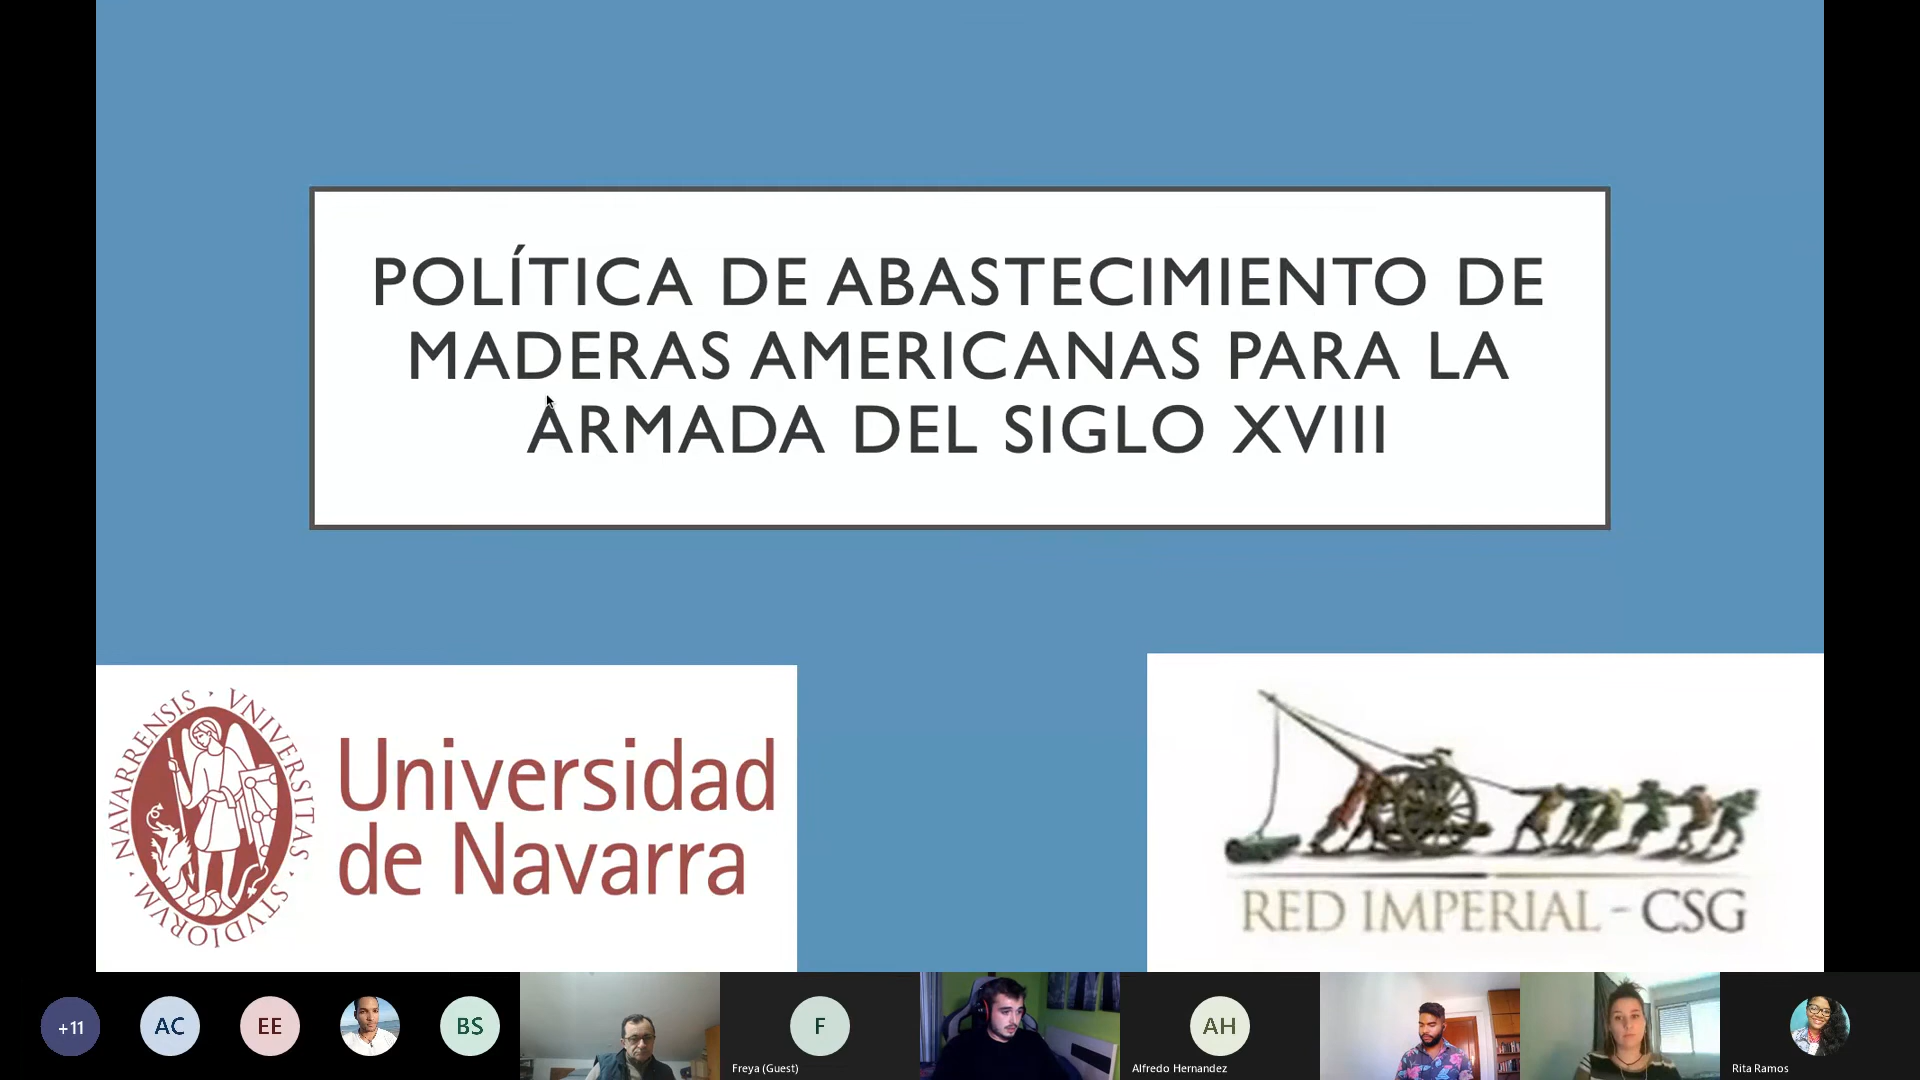 POLÍTICA DE ABASTECIMIENTO DE
MADERAS AMERICANAS PARA LA
ARMADA DEL SIGLO XVIII
NAVARRENSIS · VNIVERSITAS · STVDIORVM ·
Universidad
de Navarra
RED IMPERIAL - CSG
+11
AC
EE
BS
F
Freya (Guest)
AH
Alfredo Hernandez
Rita Ramos